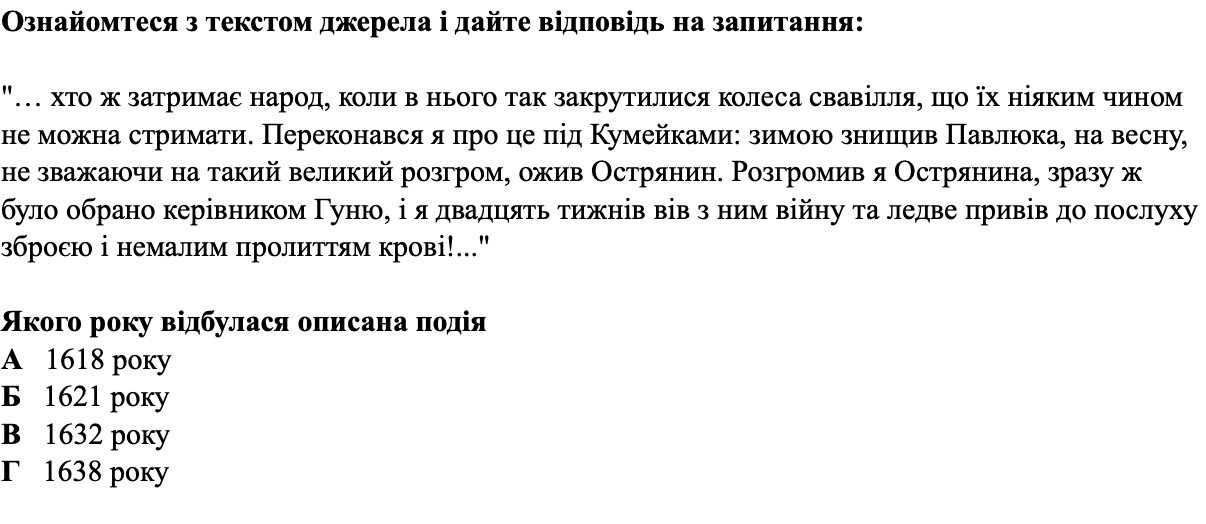 Ознайомтеся з текстом джерела і дайте відповідь на запитання:
"… хто ж затримає народ, коли в нього так закрутилися колеса свавілля, що їх ніяким чином
не можна стримати. Переконався я про це під Кумейками: зимою знищив Павлюка, на весну,
не зважаючи на такий великий розгром, ожив Острянин. Розгромив я Острянина, зразу ж
було обрано керівником Гуню, і я двадцять тижнів вів з ним війну та ледве привів до послуху
зброєю і немалим пролиттям крові!..."
Якого року відбулася описана подія
А 1618 року
Б 1621 року
В 1632 року
Г 1638 року